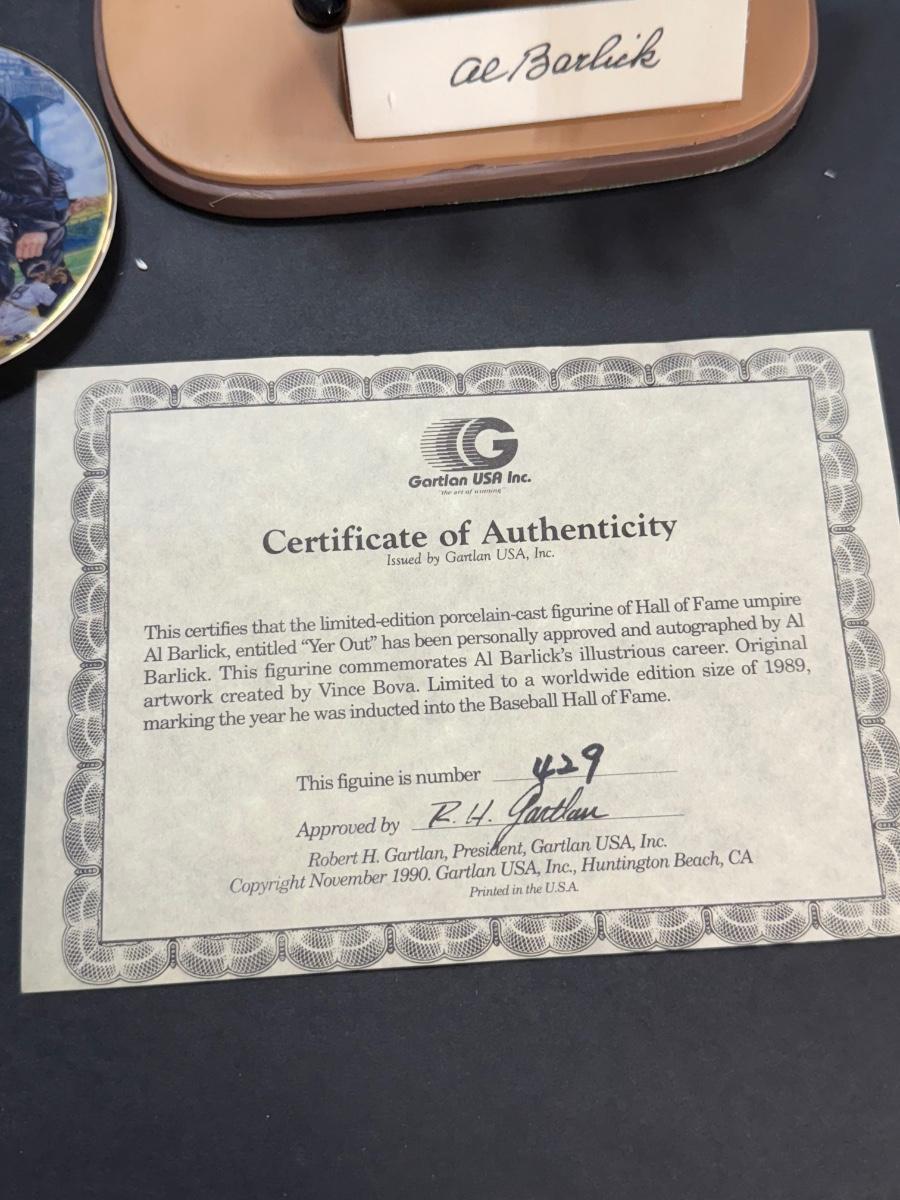 Al Barlick
G
Gartlan USA Inc.
"the art of winning"
Certificate of Authenticity
Issued by Gartlan USA, Inc.
This certifies that the limited-edition porcelain-cast figurine of Hall of Fame umpire
Al Barlick, entitled “Yer Out” has been personally approved and autographed by Al
Barlick. This figurine commemorates Al Barlick’s illustrious career. Original
artwork created by Vince Bova. Limited to a worldwide edition size of 1989,
marking the year he was inducted into the Baseball Hall of Fame.
This figuine is number 429
Approved by R. H. Gartlan
Robert H. Gartlan, President, Gartlan USA, Inc.
Copyright November 1990. Gartlan USA, Inc., Huntington Beach, CA
Printed in the U.S.A.